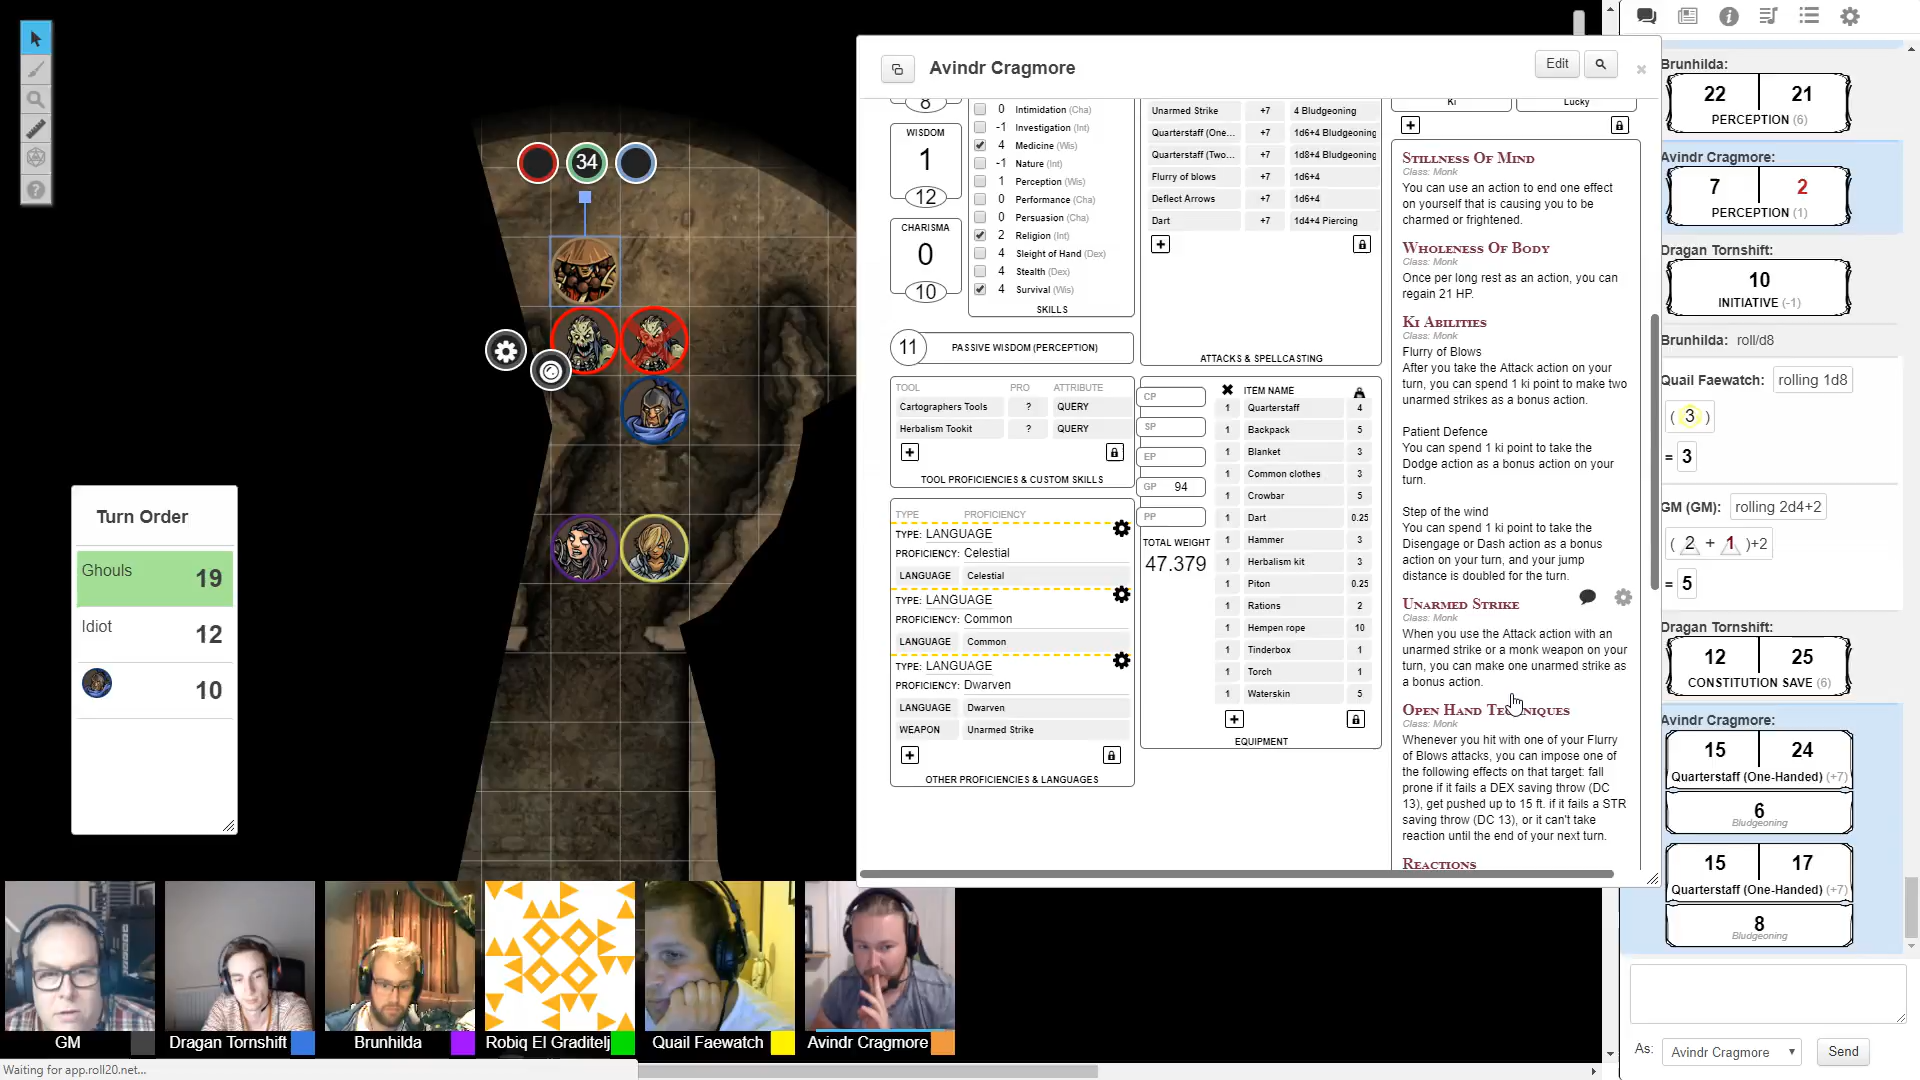 34
Turn Order
Ghouls 19
Idiot 12
10
GM
Dragan Tornshift
Brunhilda
Robiq El Graditelj
Quail Faewatch
Avindr Cragmore
Waiting for app.roll20.net...
Avindr Cragmore
Edit
8
WISDOM
1
12
CHARISMA
0
10
0 Intimidation (Cha)
-1 Investigation (Int)
4 Medicine (Wis)
-1 Nature (Int)
1 Perception (Wis)
0 Performance (Cha)
0 Persuasion (Cha)
2 Religion (Int)
4 Sleight of Hand (Dex)
4 Stealth (Dex)
4 Survival (Wis)
SKILLS
11 PASSIVE WISDOM (PERCEPTION)
TOOL PRO ATTRIBUTE
Cartographers Tools ? QUERY
Herbalism Tookit ? QUERY
TOOL PROFICIENCIES & CUSTOM SKILLS
TYPE PROFICIENCY
TYPE: LANGUAGE
PROFICIENCY: Celestial
LANGUAGE Celestial
TYPE: LANGUAGE
PROFICIENCY: Common
LANGUAGE Common
TYPE: LANGUAGE
PROFICIENCY: Dwarven
LANGUAGE Dwarven
WEAPON Unarmed Strike
OTHER PROFICIENCIES & LANGUAGES
Unarmed Strike +7 4 Bludgeoning
Quarterstaff (One... +7 1d6+4 Bludgeoning
Quarterstaff (Two... +7 1d8+4 Bludgeoning
Flurry of blows +7 1d6+4
Deflect Arrows +7 1d6+4
Dart +7 1d4+4 Piercing
ATTACKS & SPELLCASTING
CP
SP
EP
GP 94
PP
TOTAL WEIGHT
47.379
ITEM NAME
1 Quarterstaff 4
1 Backpack 5
1 Blanket 3
1 Common clothes 3
1 Crowbar 5
1 Dart 0.25
1 Hammer 3
1 Herbalism kit 3
1 Piton 0.25
1 Rations 2
1 Hempen rope 10
1 Tinderbox 1
1 Torch 1
1 Waterskin 5
EQUIPMENT
Ki
Lucky
Stillness Of Mind
Class: Monk
You can use an action to end one effect
on yourself that is causing you to be
charmed or frightened.
Wholeness Of Body
Class: Monk
Once per long rest as an action, you can
regain 21 HP.
Ki Abilities
Class: Monk
Flurry of Blows
After you take the Attack action on your
turn, you can spend 1 ki point to make two
unarmed strikes as a bonus action.
Patient Defence
You can spend 1 ki point to take the
Dodge action as a bonus action on your
turn.
Step of the wind
You can spend 1 ki point to take the
Disengage or Dash action as a bonus
action on your turn, and your jump
distance is doubled for the turn.
Unarmed Strike
Class: Monk
When you use the Attack action with an
unarmed strike or a monk weapon on your
turn, you can make one unarmed strike as
a bonus action.
Open Hand Techniques
Class: Monk
Whenever you hit with one of your Flurry
of Blows attacks, you can impose one of
the following effects on that target: fall
prone if it fails a DEX saving throw (DC
13), get pushed up to 15 ft. if it fails a STR
saving throw (DC 13), or it can't take
reaction until the end of your next turn.
Reactions
Brunhilda:
22 21
PERCEPTION (6)
Avindr Cragmore:
7 2
PERCEPTION (1)
Dragan Tornshift:
10
INITIATIVE (-1)
Brunhilda: roll/d8
Quail Faewatch: rolling 1d8
( 3 )
= 3
GM (GM): rolling 2d4+2
( 2 + 1 )+2
= 5
Dragan Tornshift:
12 25
CONSTITUTION SAVE (6)
Avindr Cragmore:
15 24
Quarterstaff (One-Handed) (+7)
6
Bludgeoning
15 17
Quarterstaff (One-Handed) (+7)
8
Bludgeoning
As: Avindr Cragmore Send